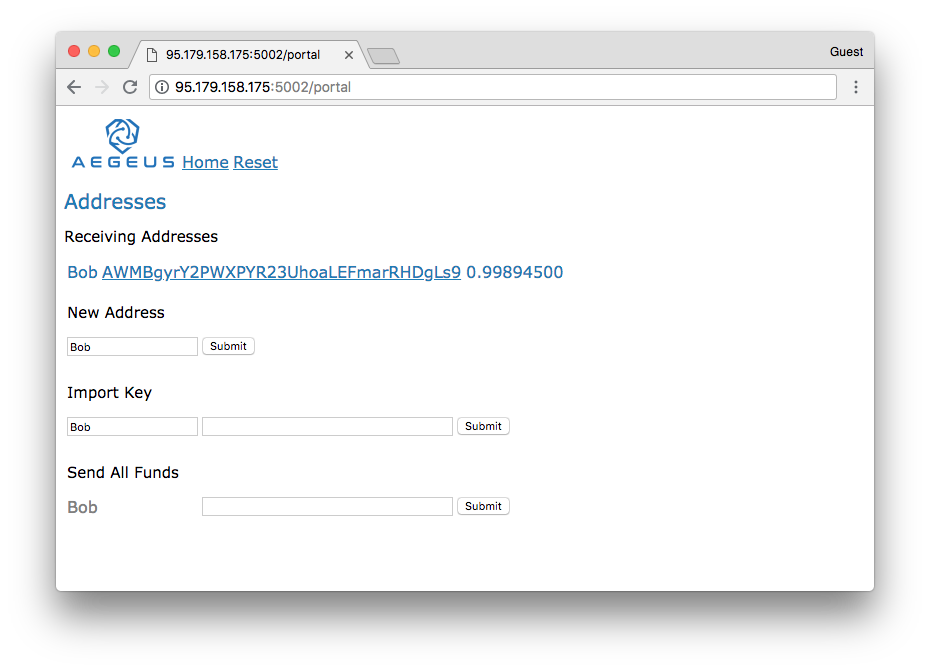 95.179.158.175:5002/portal
Guest
95.179.158.175:5002/portal
AEGEUS Home Reset
Addresses
Receiving Addresses
Bob AWMBgyrY2PWXPYR23UhoaLEFmarRHDgLs9 0.99894500
New Address
Bob Submit
Import Key
Bob Submit
Send All Funds
Bob Submit